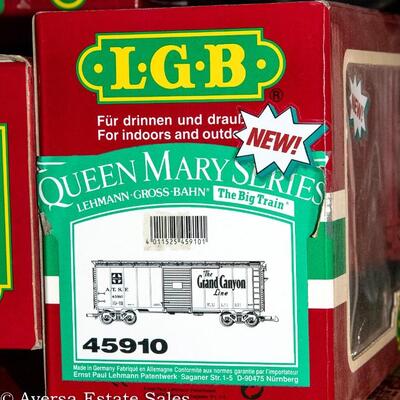 L·G·B
®
Für drinnen und drauß
For indoors and outdo
NEW!
NEW!
QUEEN MARY SERIES
LEHMANN·GROSS·BAHN® The Big Train®
4 011525 459101
A.T.S.F.
The
Grand Canyon
Line
45910
Made in Germany Fabriqué en Allemagne Conformité aux normes garantie par l'importateur
Ernst Paul Lehmann Patentwerk Saganer Str. 1-5 D-90475 Nürnberg
© Aversa Estate Sales